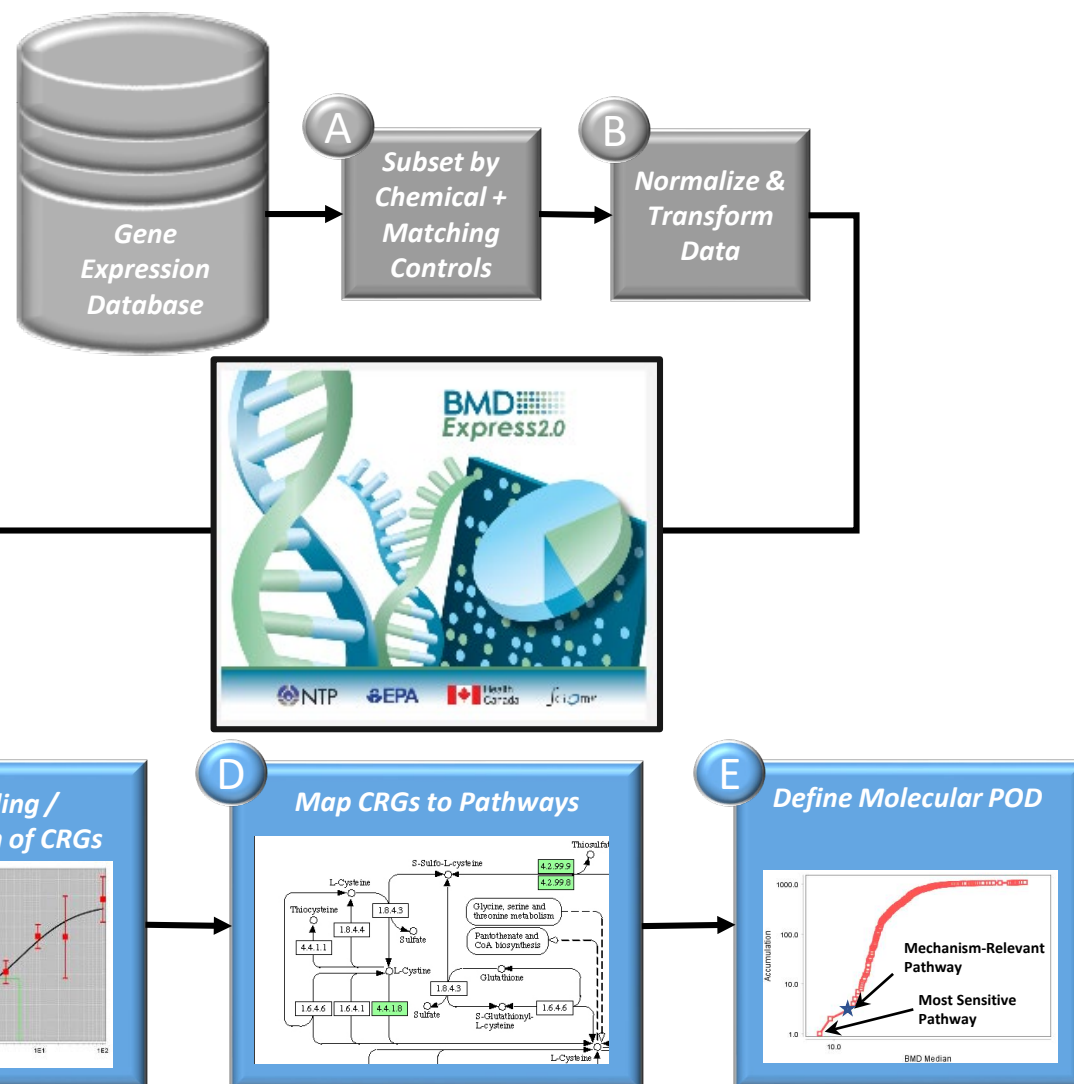 A
Subset by
Chemical +
Matching
Controls
B
Normalize &
Transform
Data
Gene
Expression
Database
BMD
Express2.0
NTP
EPA
Health
Canada
of CRGs
D
Map CRGs to Pathways
Thiosulfat
S-Sulfo-L-cysteine
4.2.99.9
4.2.99.8
L-Cysteine
Thiocysteine
1.8.4.3
Glycine, serine and
threonine metabolism
1.8.4.4
Sulfate
4.4.1.1
Pantothenate and
CoA biosynthesis
L-Cystine
Glutathione
1.8.4.3
1.6.4.6
1.6.4.1
4.4.1.8
Sulfate
S-Glutathionyl-
L-cysteine
1.6.4.6
L-Cysteine
1E1
1E2
E
Define Molecular POD
1000.0
100.0
10.0
1.0
Accumulation
Mechanism-Relevant
Pathway
Most Sensitive
Pathway
10.0
BMD Median